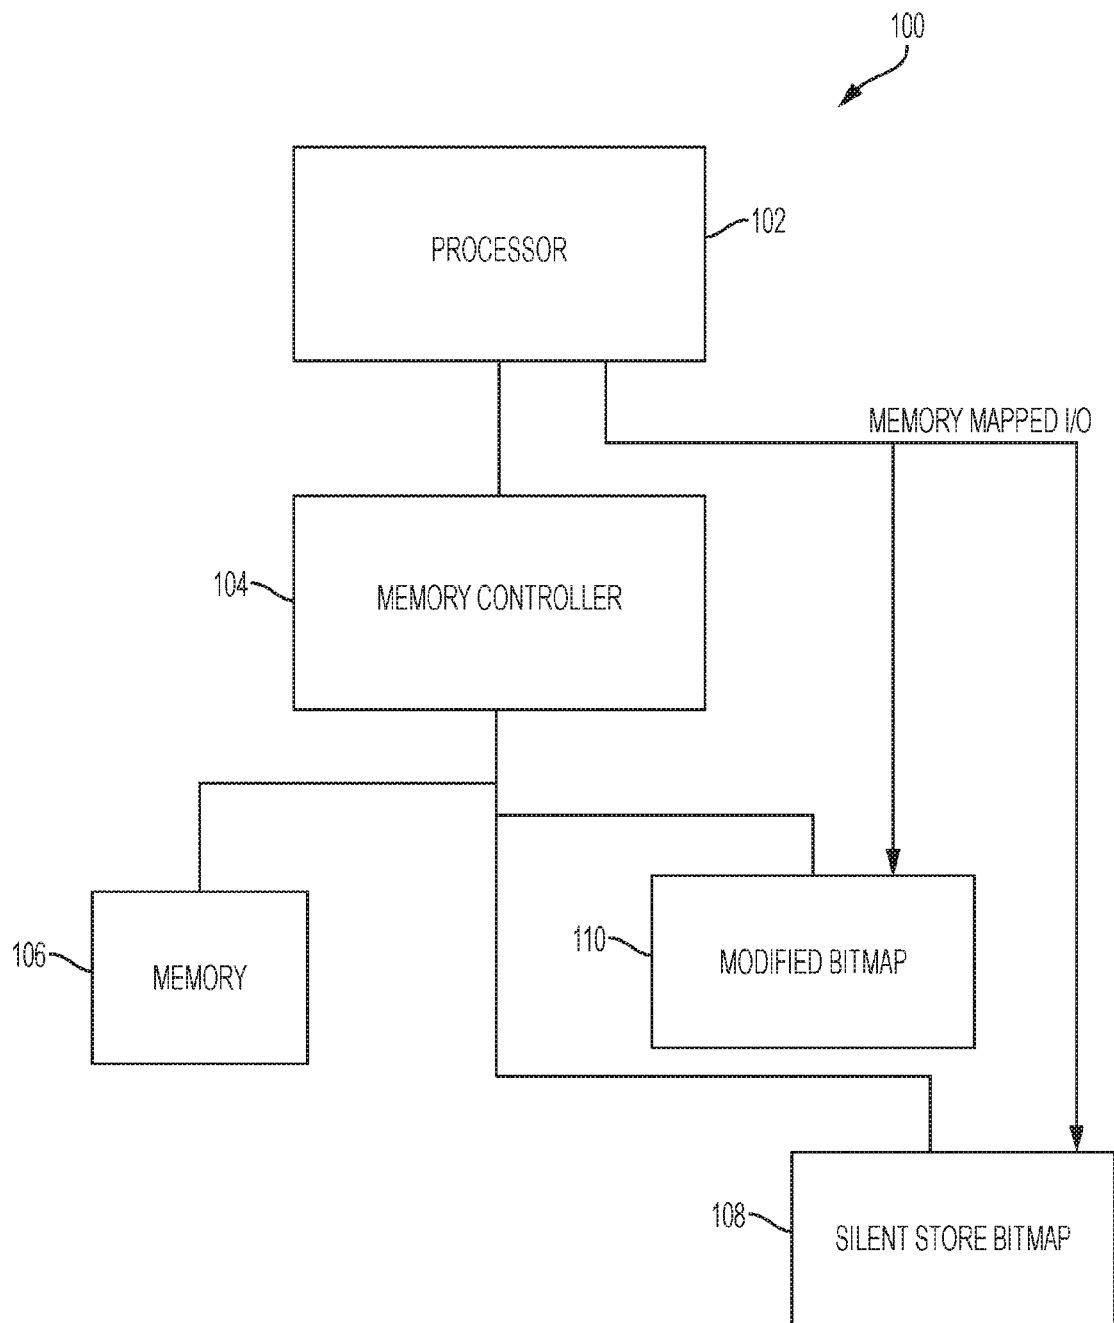 100
PROCESSOR
102
MEMORY MAPPED I/O
104
MEMORY CONTROLLER
106
MEMORY
110
MODIFIED BITMAP
108
SILENT STORE BITMAP